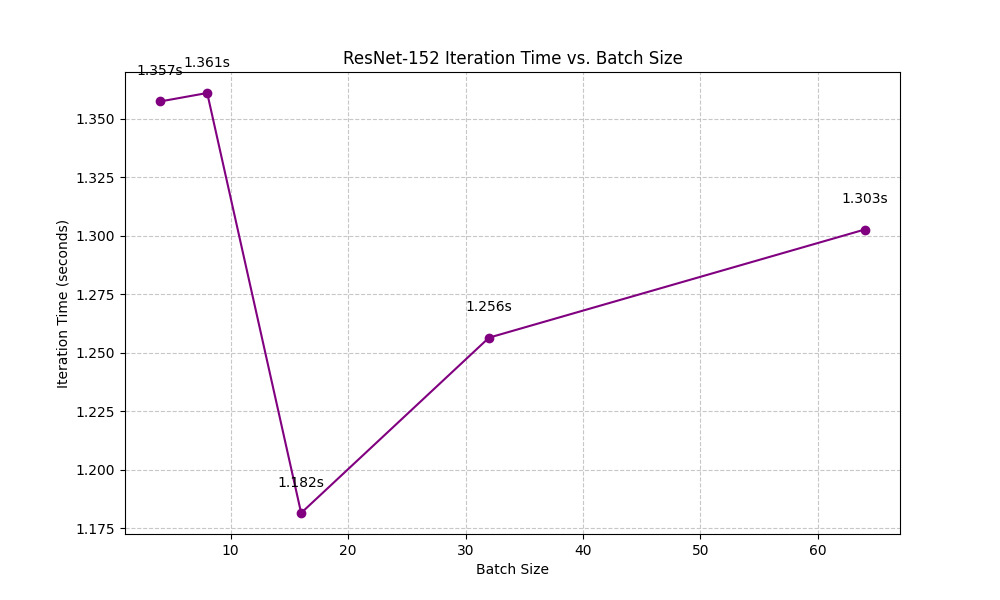 ResNet-152 Iteration Time vs. Batch Size
1.357s
1.361s
1.303s
1.256s
1.182s
1.350
1.325
1.300
1.275
1.250
1.225
1.200
1.175
Iteration Time (seconds)
10 20 30 40 50 60
Batch Size